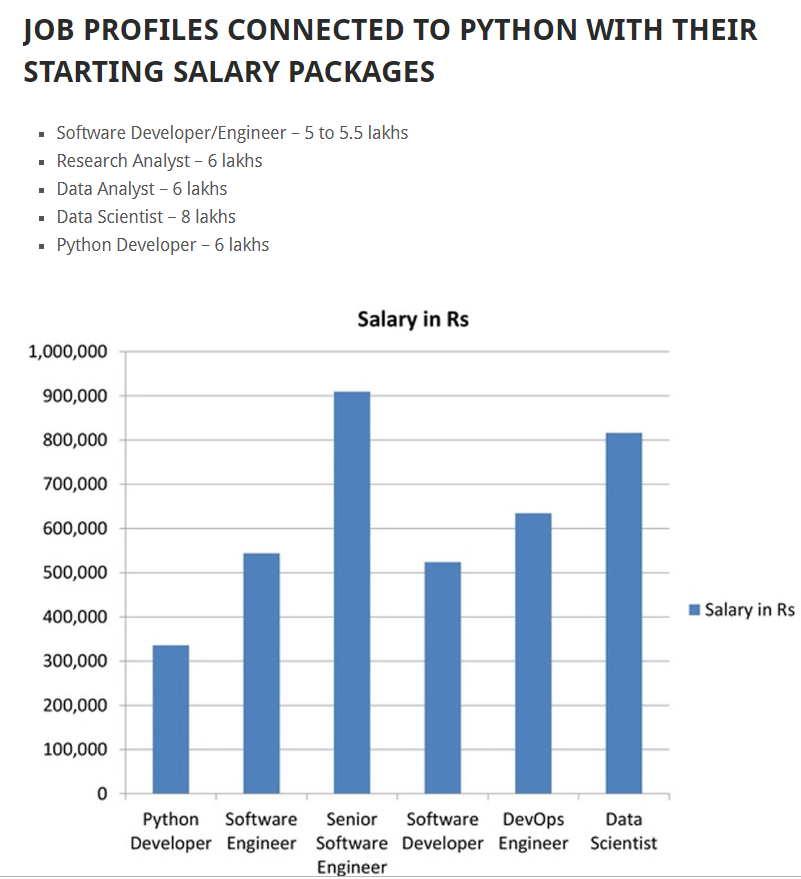 JOB PROFILES CONNECTED TO PYTHON WITH THEIR
STARTING SALARY PACKAGES
▪ Software Developer/Engineer – 5 to 5.5 lakhs
▪ Research Analyst – 6 lakhs
▪ Data Analyst – 6 lakhs
▪ Data Scientist – 8 lakhs
▪ Python Developer – 6 lakhs
Salary in Rs
1,000,000
900,000
800,000
700,000
600,000
500,000
400,000
300,000
200,000
100,000
0
Salary in Rs
Python Developer
Software Engineer
Senior Software Engineer
Software Developer
DevOps Engineer
Data Scientist